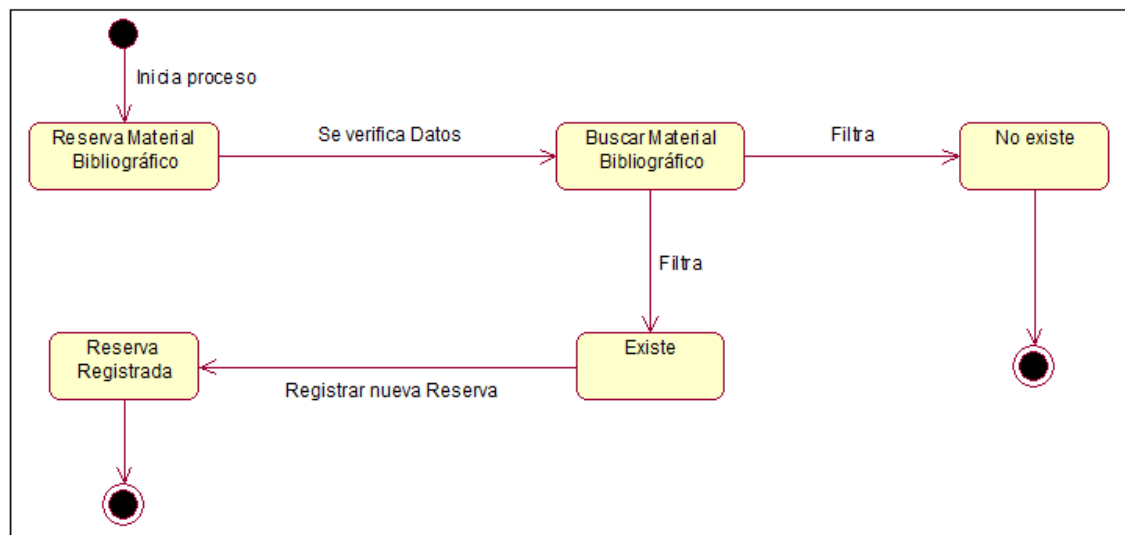 Inicia proceso
Reserva Material
Bibliográfico
Se verifica Datos
Buscar Material
Bibliográfico
Filtra
No existe
Filtra
Existe
Registrar nueva Reserva
Reserva
Registrada